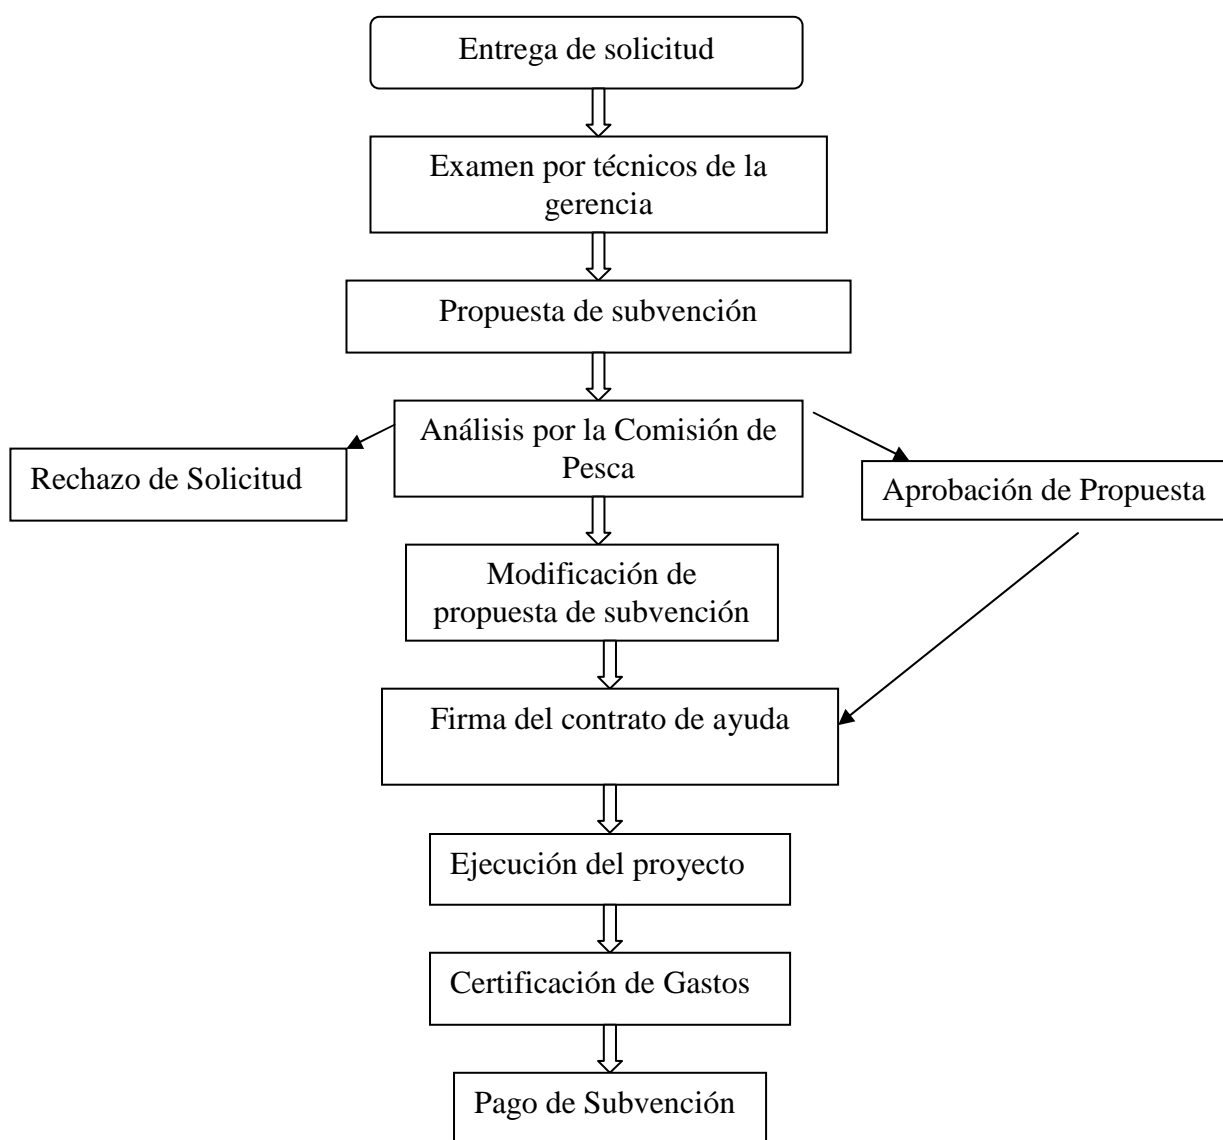 Entrega de solicitud
Examen por técnicos de la
gerencia
Propuesta de subvención
Análisis por la Comisión de
Pesca
Rechazo de Solicitud
Aprobación de Propuesta
Modificación de
propuesta de subvención
Firma del contrato de ayuda
Ejecución del proyecto
Certificación de Gastos
Pago de Subvención